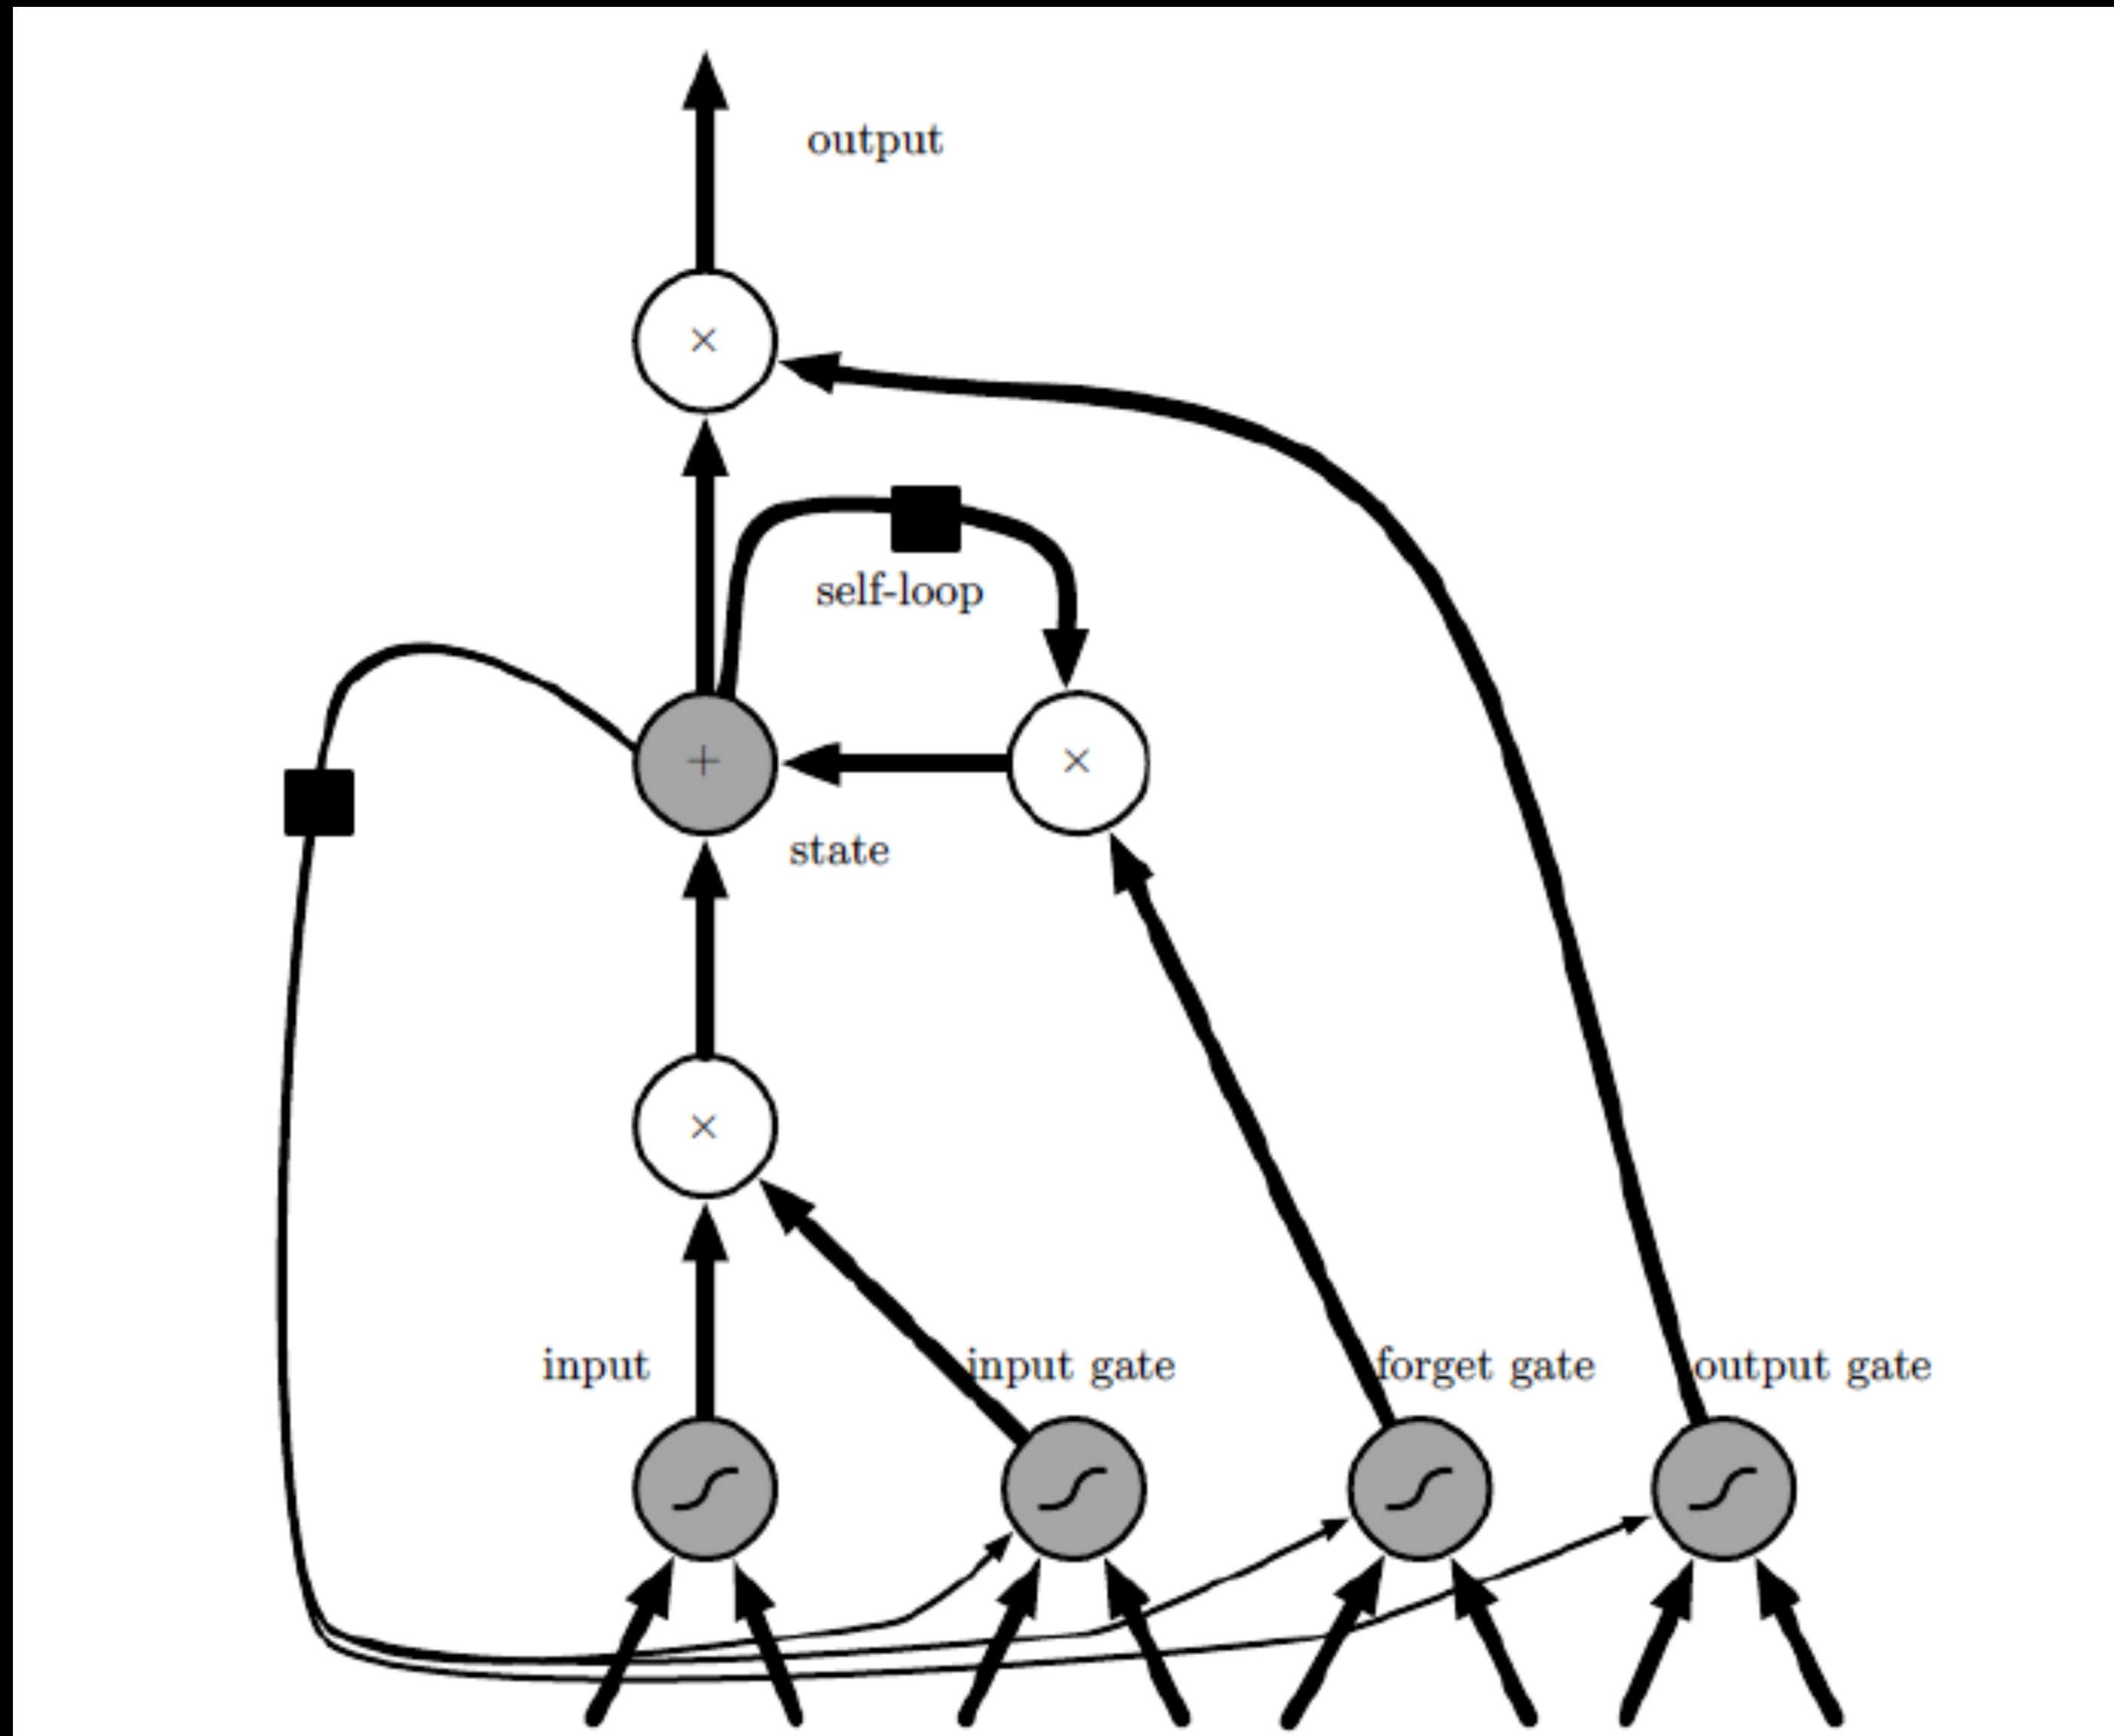 output
×
self-loop
+
×
state
×
input
input gate
forget gate
output gate